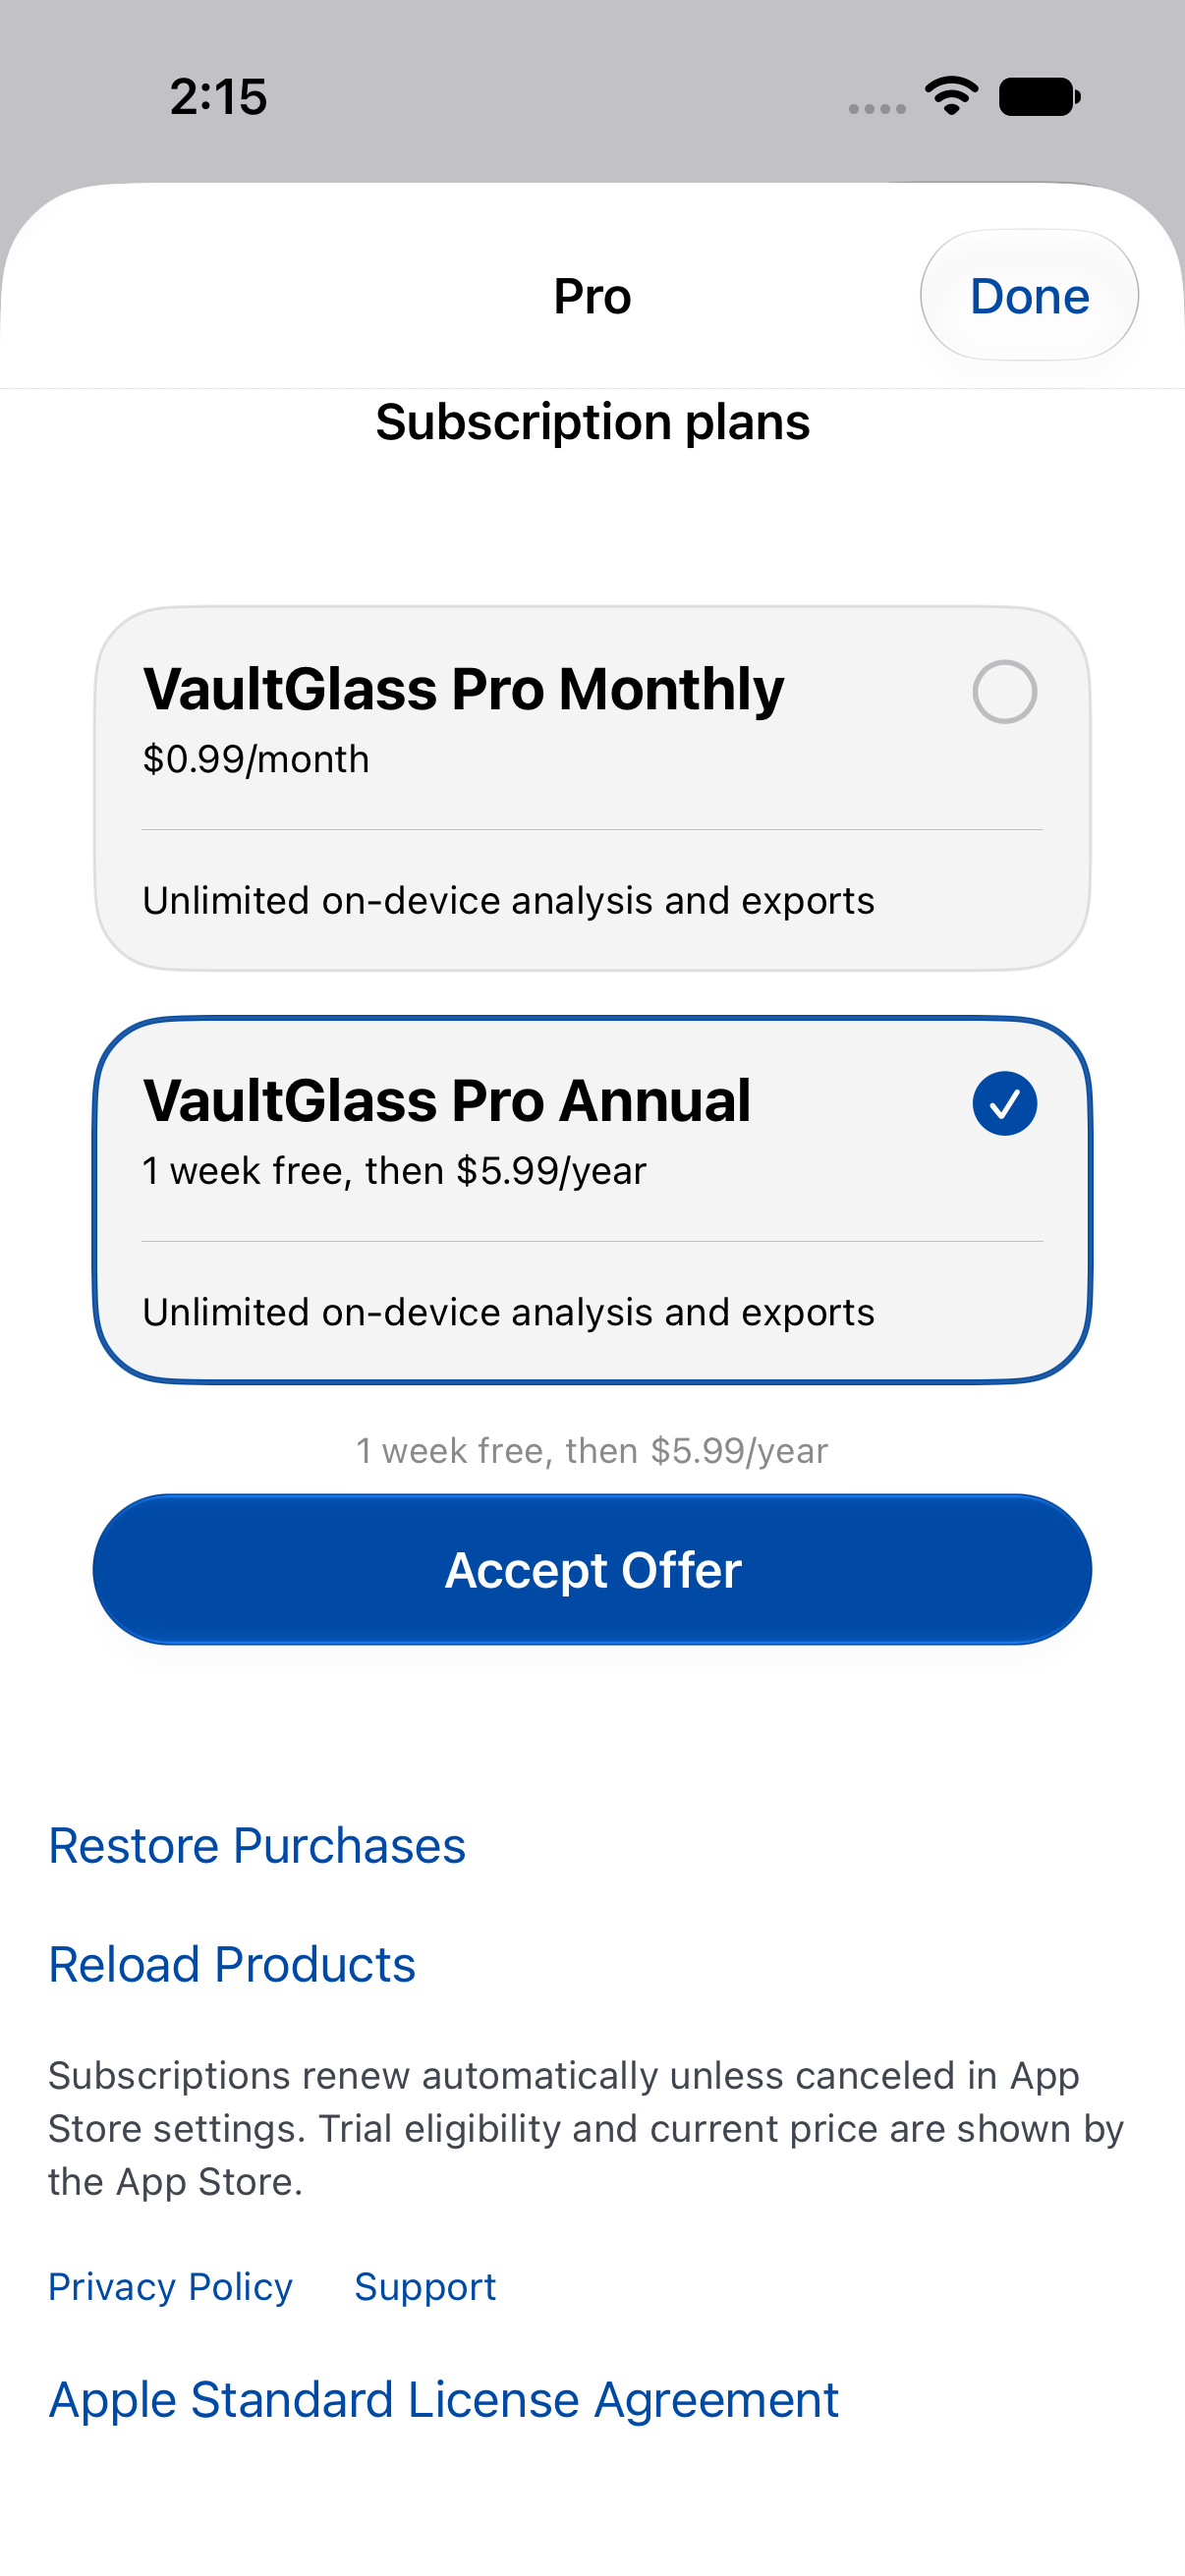 2:15
Pro
Done
Subscription plans
VaultGlass Pro Monthly
$0.99/month
Unlimited on-device analysis and exports
VaultGlass Pro Annual
1 week free, then $5.99/year
Unlimited on-device analysis and exports
1 week free, then $5.99/year
Accept Offer
Restore Purchases
Reload Products
Subscriptions renew automatically unless canceled in App
Store settings. Trial eligibility and current price are shown by
the App Store.
Privacy Policy Support
Apple Standard License Agreement